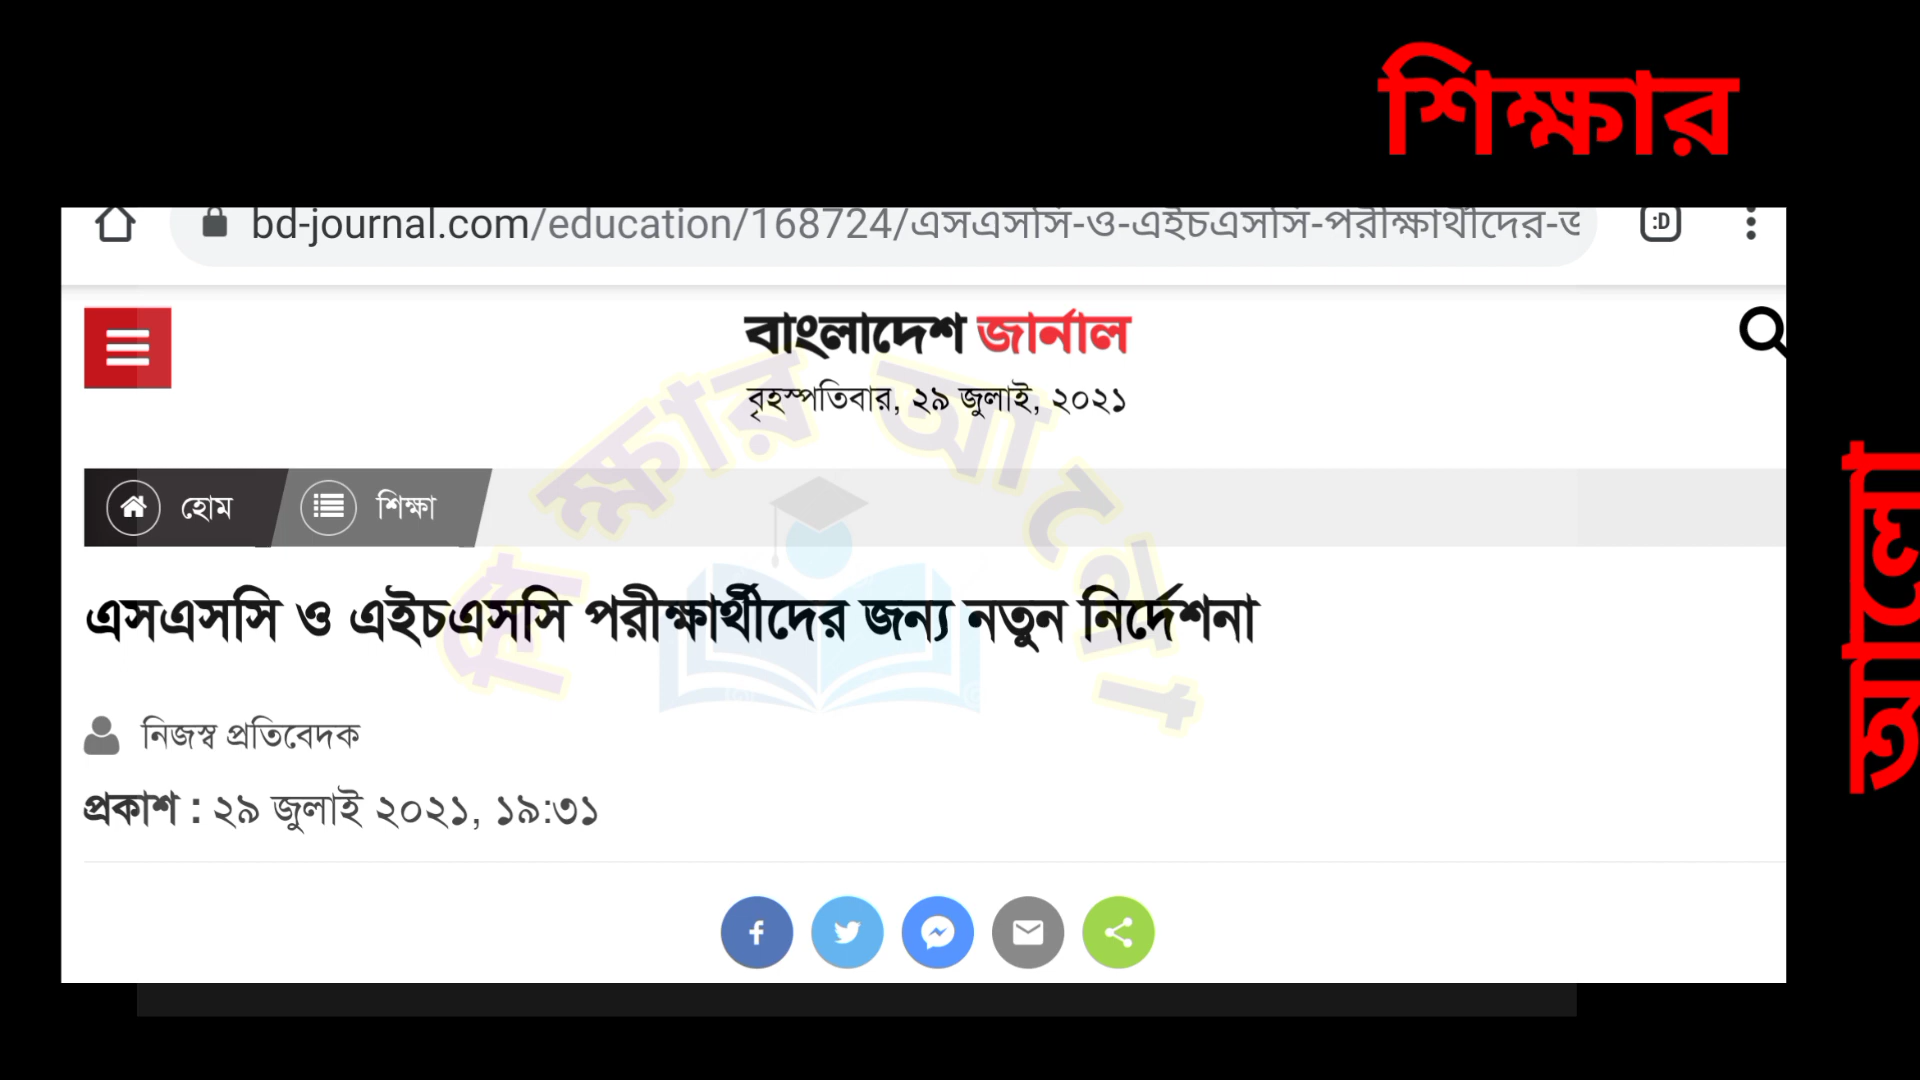 শিক্ষার
bd-journal.com/education/168724/এসএসসি-ও-এইচএসসি-পরীক্ষার্থীদের-জ
:D
বাংলাদেশ জার্নাল
বৃহস্পতিবার, ২৯ জুলাই, ২০২১
হোম
শিক্ষা
শিক্ষার আলো
এসএসসি ও এইচএসসি পরীক্ষার্থীদের জন্য নতুন নির্দেশনা
নিজস্ব প্রতিবেদক
প্রকাশ : ২৯ জুলাই ২০২১, ১৯:৩১
আলো